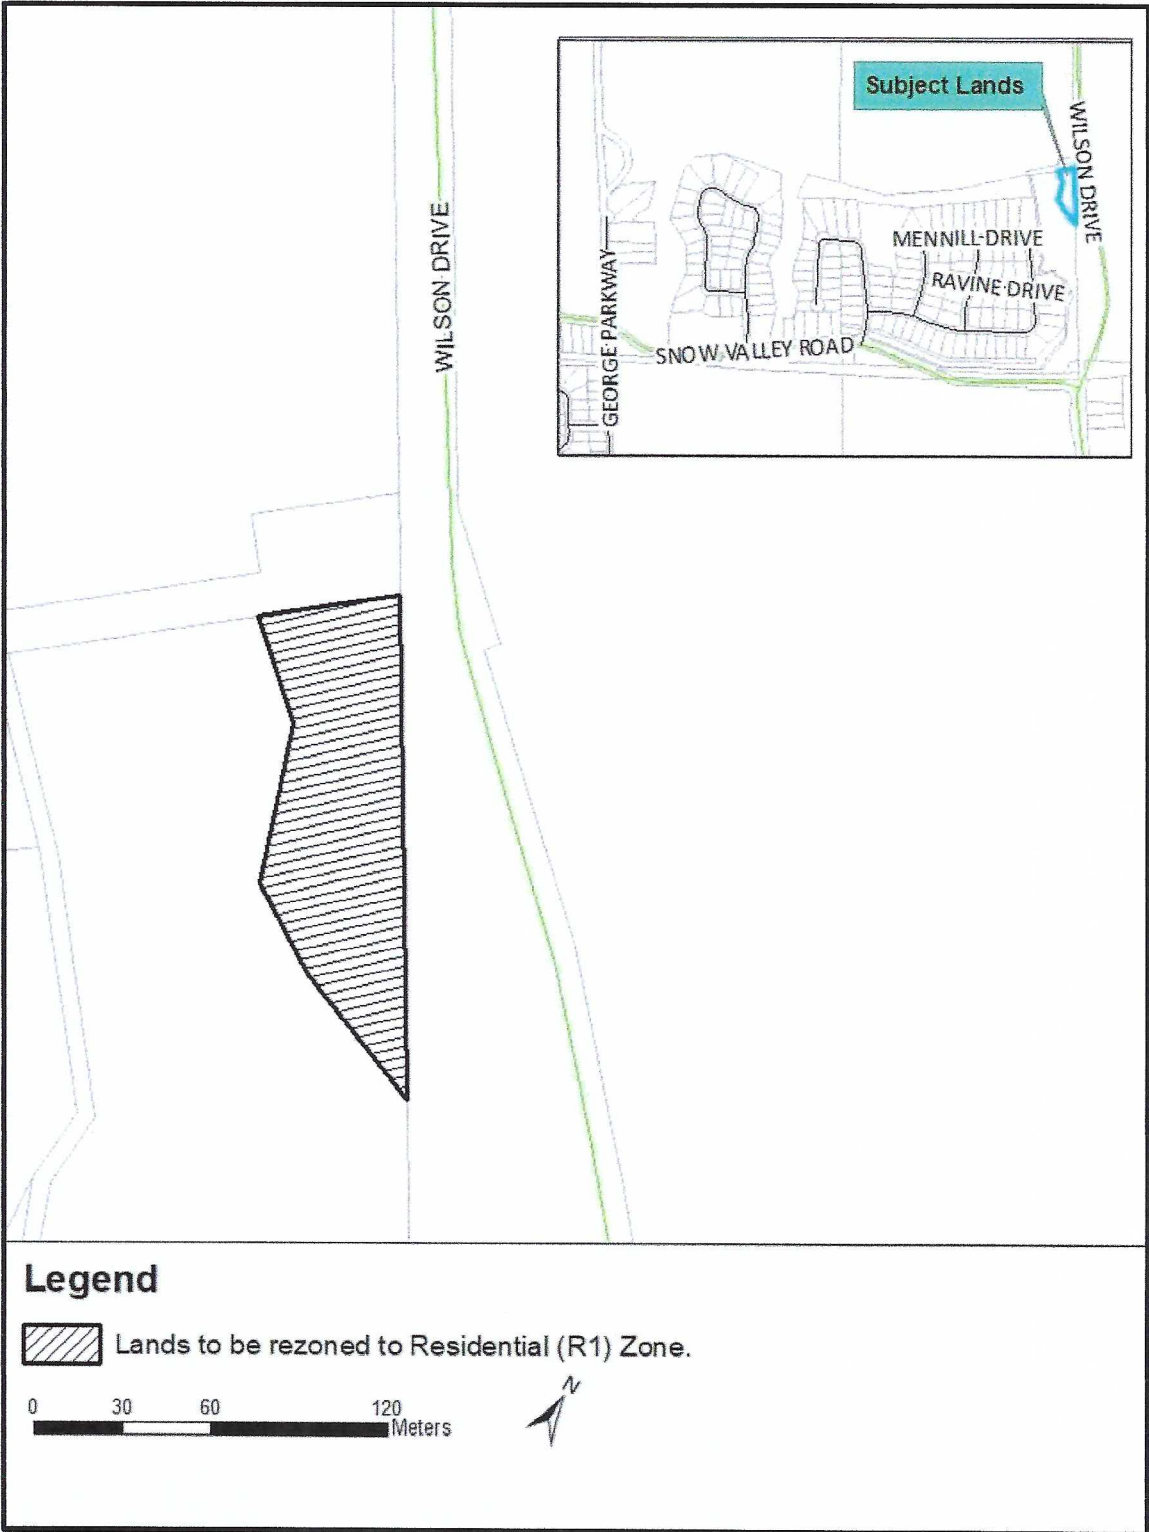 WILSON DRIVE
Subject Lands
WILSON DRIVE
MENNILL DRIVE
RAVINE DRIVE
GEORGE PARKWAY
SNOW VALLEY ROAD
Legend
Lands to be rezoned to Residential (R1) Zone.
N
0 30 60 120
Meters